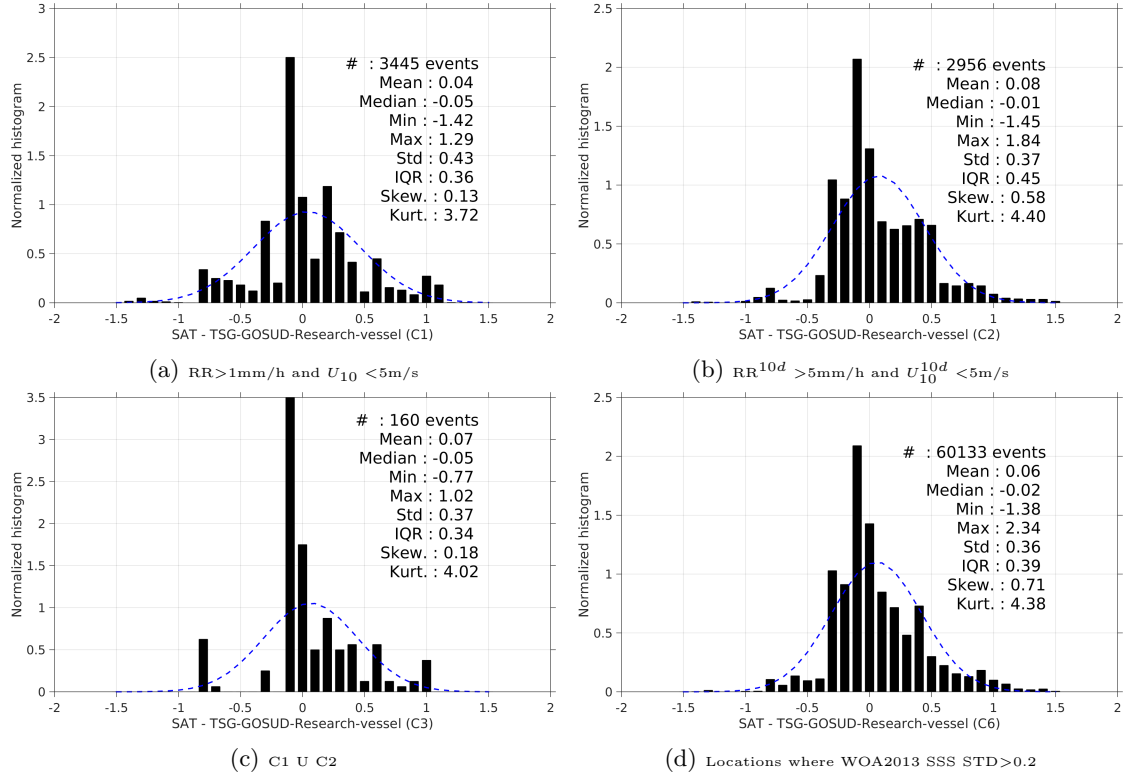 3
2.5
2
1.5
1
0.5
0
Normalized histogram
# : 3445 events
Mean : 0.04
Median : -0.05
Min : -1.42
Max : 1.29
Std : 0.43
IQR : 0.36
Skew. : 0.13
Kurt. : 3.72
-2 -1.5 -1 -0.5 0 0.5 1 1.5 2
SAT - TSG-GOSUD-Research-vessel (C1)
(a) RR>1mm/h and U10 <5m/s
2.5
2
1.5
1
0.5
0
Normalized histogram
# : 2956 events
Mean : 0.08
Median : -0.01
Min : -1.45
Max : 1.84
Std : 0.37
IQR : 0.45
Skew. : 0.58
Kurt. : 4.40
-2 -1.5 -1 -0.5 0 0.5 1 1.5 2
SAT - TSG-GOSUD-Research-vessel (C2)
(b) RR10d >5mm/h and U10 10d <5m/s
3.5
3
2.5
2
1.5
1
0.5
0
Normalized histogram
# : 160 events
Mean : 0.07
Median : -0.05
Min : -0.77
Max : 1.02
Std : 0.37
IQR : 0.34
Skew. : 0.18
Kurt. : 4.02
-2 -1.5 -1 -0.5 0 0.5 1 1.5 2
SAT - TSG-GOSUD-Research-vessel (C3)
(c) C1 U C2
2.5
2
1.5
1
0.5
0
Normalized histogram
# : 60133 events
Mean : 0.06
Median : -0.02
Min : -1.38
Max : 2.34
Std : 0.36
IQR : 0.39
Skew. : 0.71
Kurt. : 4.38
-2 -1.5 -1 -0.5 0 0.5 1 1.5 2
SAT - TSG-GOSUD-Research-vessel (C6)
(d) Locations where WOA2013 SSS STD>0.2